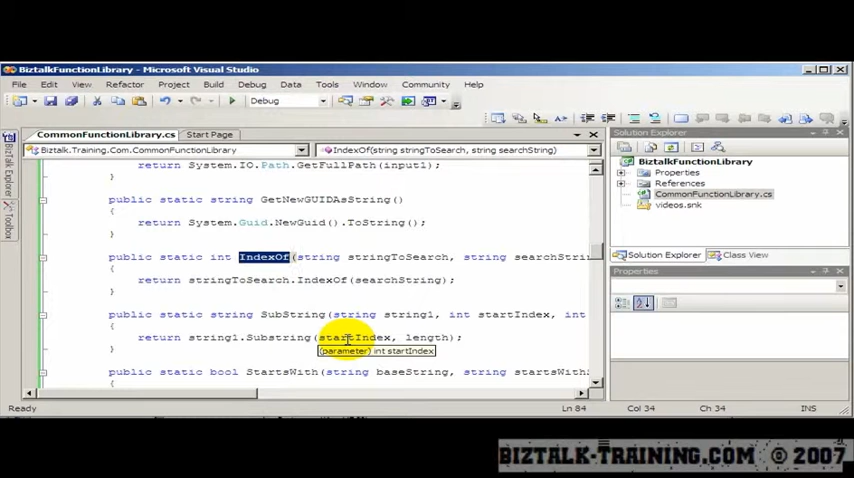 BiztalkFunctionLibrary - Microsoft Visual Studio
File Edit View Refactor Project Build Debug Data Tools Test Window Community Help
Debug
CommonFunctionLibrary.cs Start Page
Biztalk.Training.Com.CommonFunctionLibrary IndexOf(string stringToSearch, string searchString)
return System.IO.Path.GetFullPath(input1);
}
public static string GetNewGUIDAsString()
{
return System.Guid.NewGuid().ToString();
}
public static int IndexOf(string stringToSearch, string searchStrin
{
return stringToSearch.IndexOf(searchString);
}
public static string SubString(string string1, int startIndex, int
{
return string1.Substring(startIndex, length);
}
(parameter) int startIndex
public static bool StartsWith(string baseString, string startsWith
{
BizTalk Explorer
Toolbox
Solution Explorer
BiztalkFunctionLibrary
Properties
References
CommonFunctionLibrary.cs
videos.snk
Solution Explorer Class View
Properties
Ready Ln 84 Col 34 Ch 34 INS
BIZTALK-TRAINING.COM © 2007